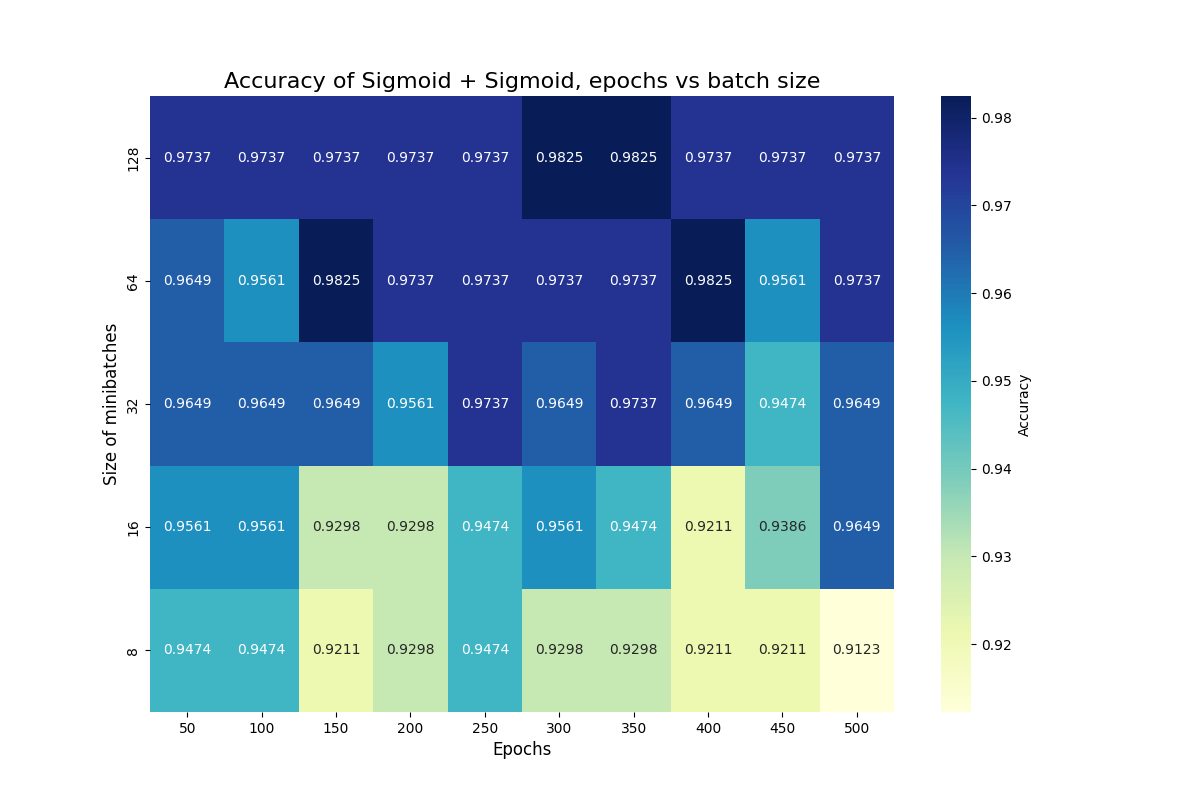 Accuracy of Sigmoid + Sigmoid, epochs vs batch size
128 0.9737 0.9737 0.9737 0.9737 0.9737 0.9825 0.9825 0.9737 0.9737 0.9737
64 0.9649 0.9561 0.9825 0.9737 0.9737 0.9737 0.9737 0.9825 0.9561 0.9737
32 0.9649 0.9649 0.9649 0.9561 0.9737 0.9649 0.9737 0.9649 0.9474 0.9649
16 0.9561 0.9561 0.9298 0.9298 0.9474 0.9561 0.9474 0.9211 0.9386 0.9649
8 0.9474 0.9474 0.9211 0.9298 0.9474 0.9298 0.9298 0.9211 0.9211 0.9123
50 100 150 200 250 300 350 400 450 500
Epochs
Size of minibatches
0.98
0.97
0.96
0.95
0.94
0.93
0.92
Accuracy